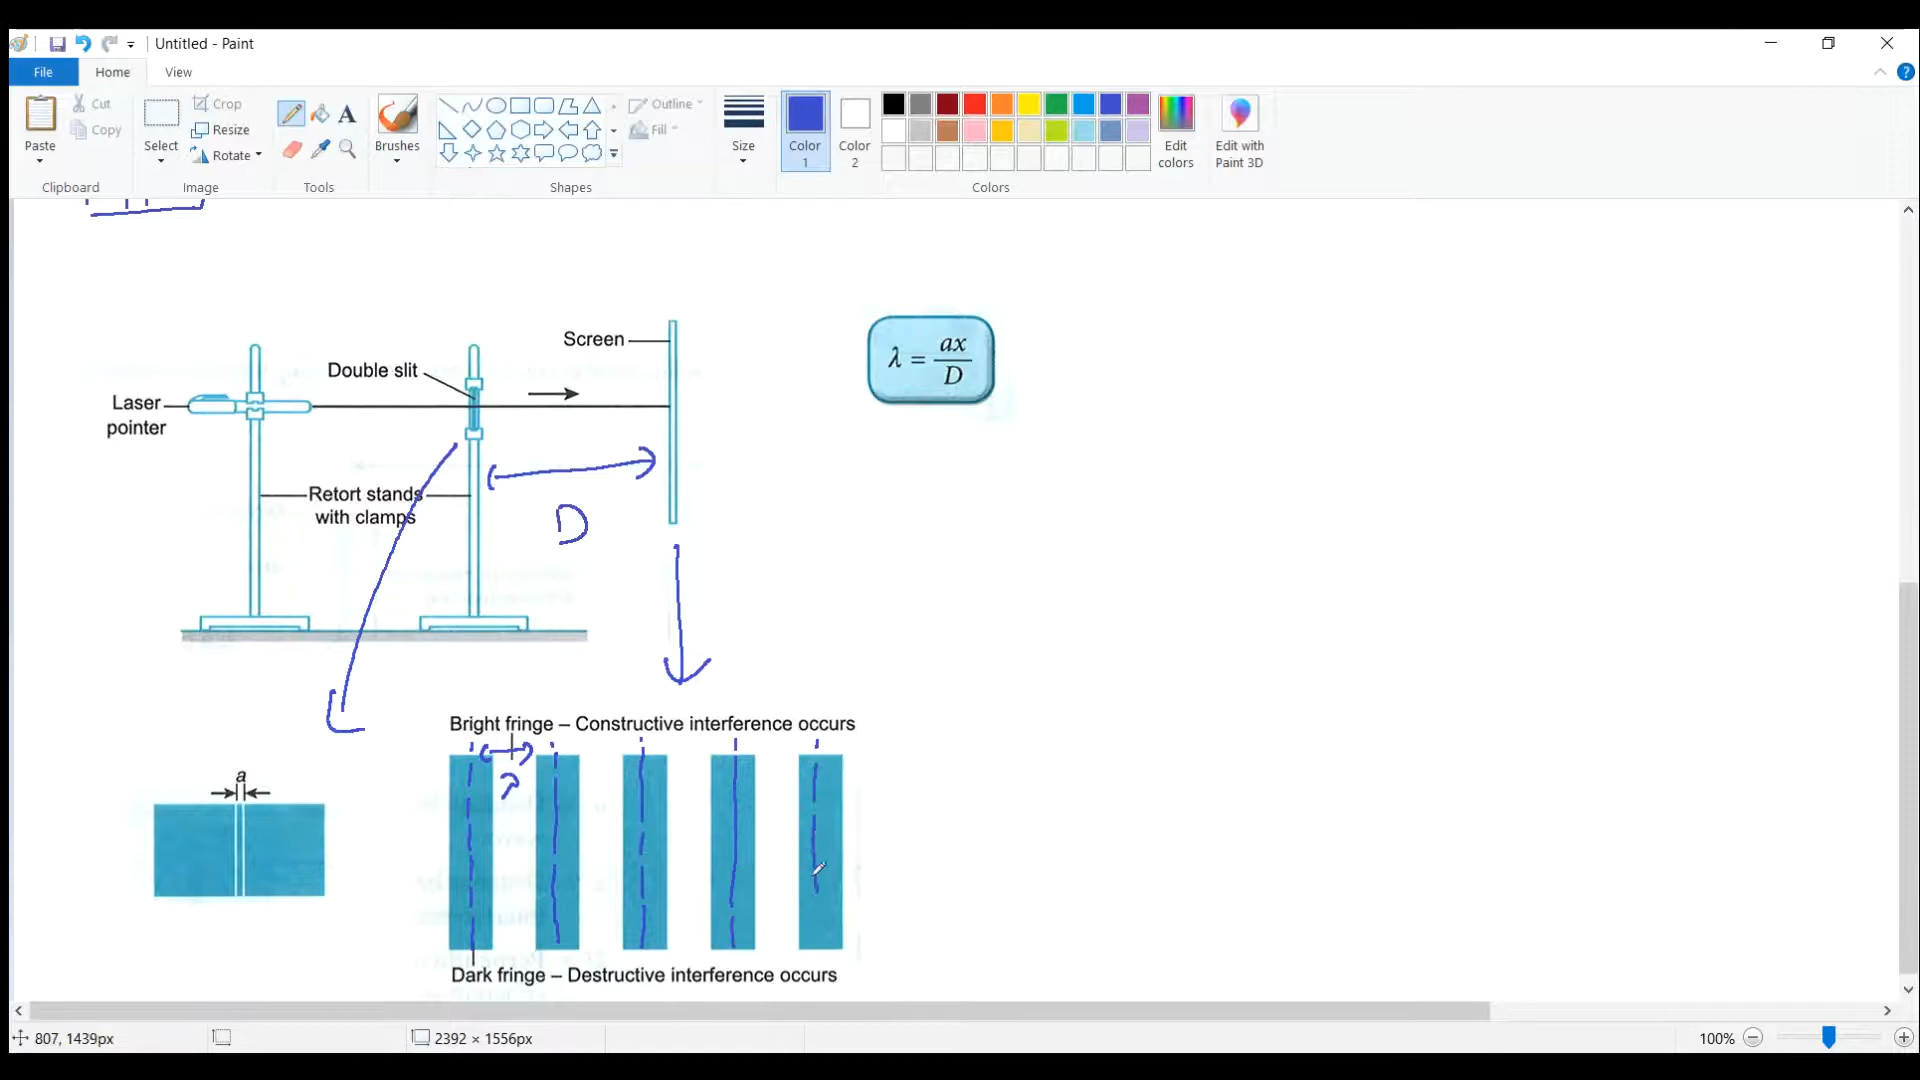 Untitled - Paint
File
Home
View
Paste
Cut
Copy
Clipboard
Select
Crop
Resize
Rotate
Image
Tools
Brushes
Shapes
Outline
Fill
Size
Color
1
Color
2
Colors
Edit
colors
Edit with
Paint 3D
Screen
Double slit
Laser
pointer
Retort stands
with clamps
D
λ = ax
D
Bright fringe – Constructive interference occurs
?
a
Dark fringe – Destructive interference occurs
807, 1439px
2392 × 1556px
100%